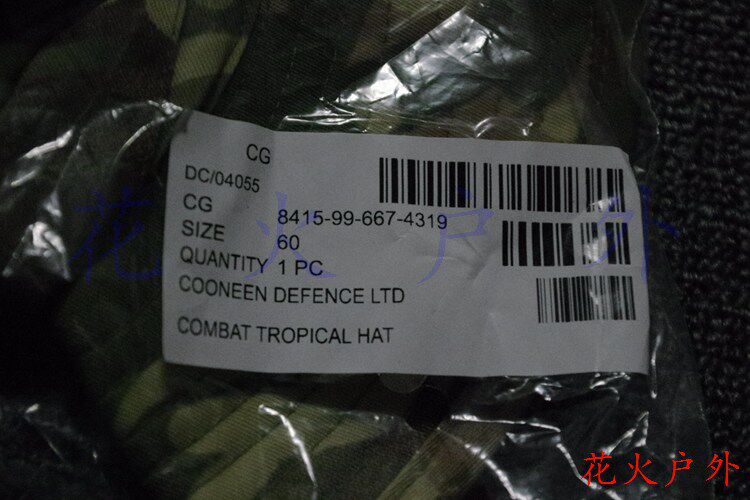 CG
DC/04055
CG 8415-99-667-4319
SIZE 60
QUANTITY 1 PC
COONEEN DEFENCE LTD
COMBAT TROPICAL HAT
花火户外
花火户外